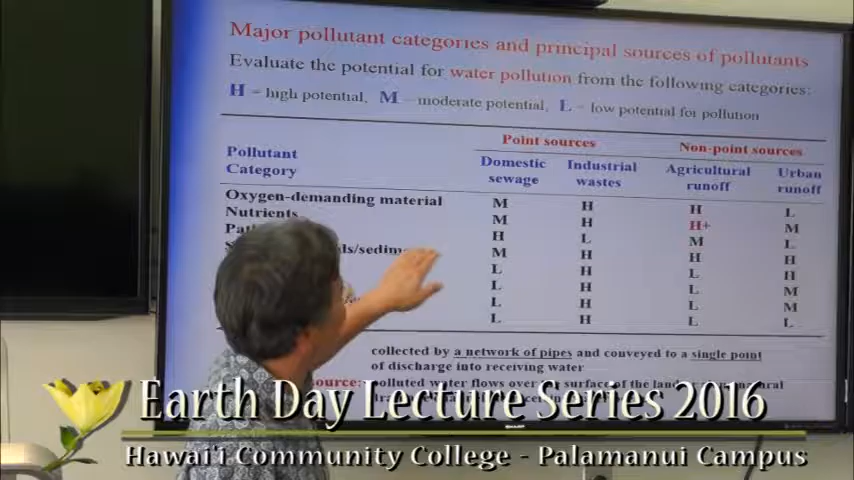 Major pollutant categories and principal sources of pollutants
Evaluate the potential for water pollution from the following categories:
H = high potential, M = moderate potential, L = low potential for pollution
Point sources Non-point sources
Pollutant Category Domestic sewage Industrial wastes Agricultural runoff Urban runoff
Oxygen-demanding material M H H L
Nutrients M H H+ M
H L M L
ls/sedim M H H H
L H L H
L H L M
L H L M
L H L L
collected by a network of pipes and conveyed to a single point
of discharge into receiving water
source: polluted water flows over the surface of the land
Earth Day Lecture Series 2016
Hawai'i Community College - Palamanui Campus
SHARP